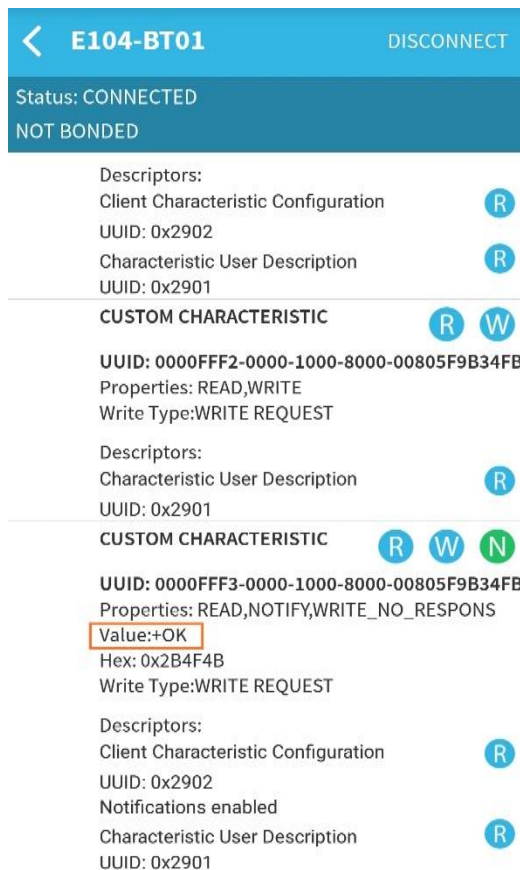 E104-BT01
DISCONNECT
Status: CONNECTED
NOT BONDED
Descriptors:
Client Characteristic Configuration
R
UUID: 0x2902
Characteristic User Description
R
UUID: 0x2901
CUSTOM CHARACTERISTIC
R W
UUID: 0000FFF2-0000-1000-8000-00805F9B34FB
Properties: READ,WRITE
Write Type:WRITE REQUEST
Descriptors:
Characteristic User Description
R
UUID: 0x2901
CUSTOM CHARACTERISTIC
R W N
UUID: 0000FFF3-0000-1000-8000-00805F9B34FB
Properties: READ,NOTIFY,WRITE_NO_RESPONS
Value:+OK
Hex: 0x2B4F4B
Write Type:WRITE REQUEST
Descriptors:
Client Characteristic Configuration
R
UUID: 0x2902
Notifications enabled
Characteristic User Description
R
UUID: 0x2901